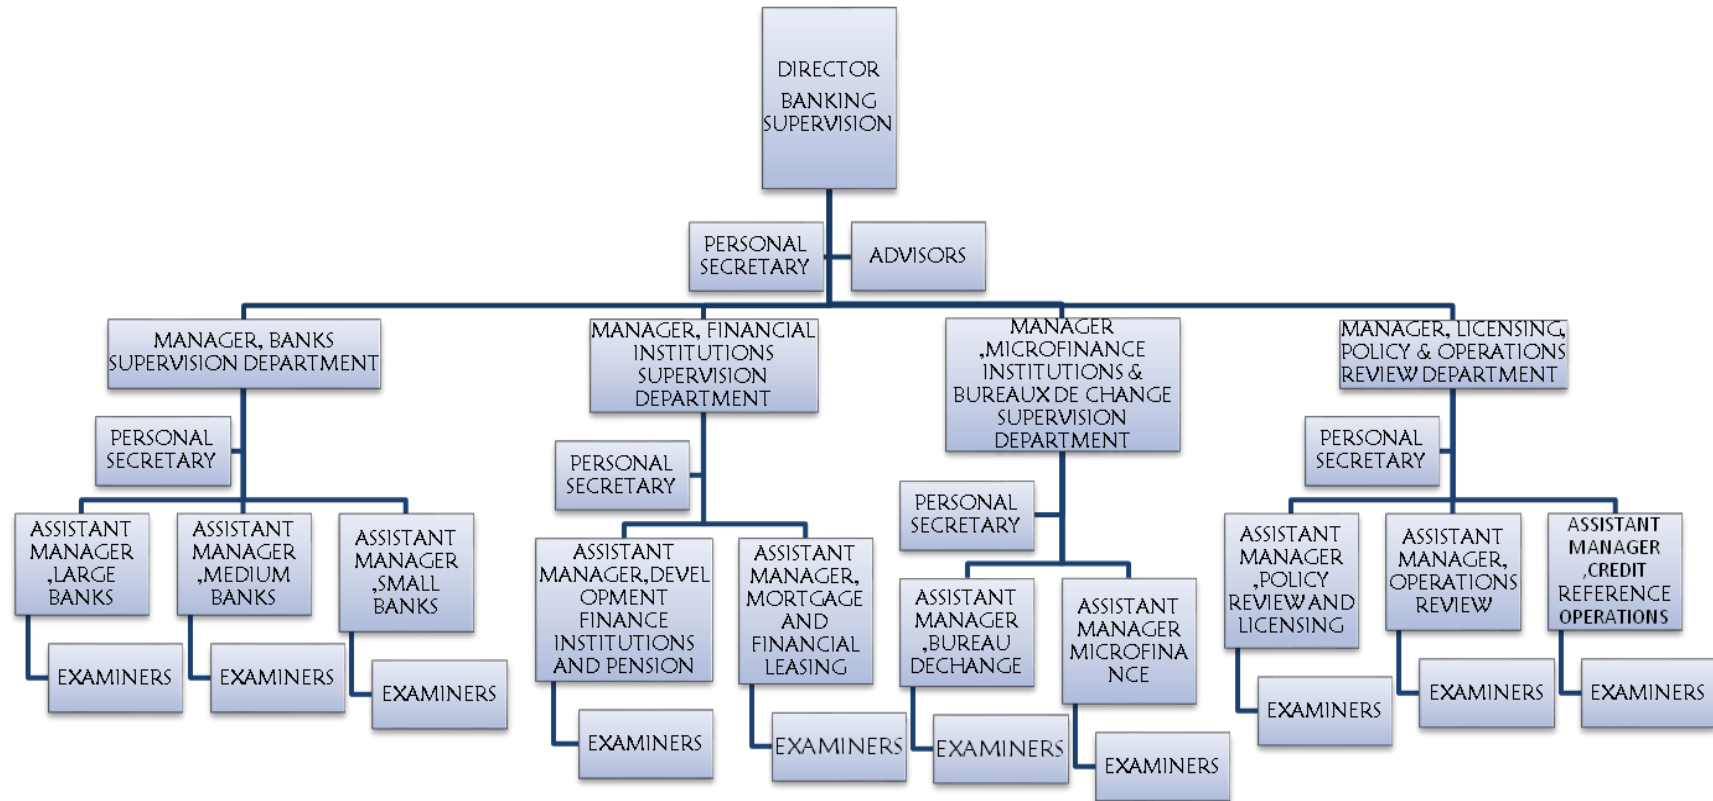 DIRECTOR
BANKING
SUPERVISION
PERSONAL
SECRETARY
ADVISORS
MANAGER, BANKS
SUPERVISION DEPARTMENT
MANAGER, FINANCIAL
INSTITUTIONS
SUPERVISION
DEPARTMENT
MANAGER
,MICROFINANCE
INSTITUTIONS &
BUREAUX DE CHANGE
SUPERVISION
DEPARTMENT
MANAGER, LICENSING,
POLICY & OPERATIONS
REVIEW DEPARTMENT
PERSONAL
SECRETARY
PERSONAL
SECRETARY
PERSONAL
SECRETARY
PERSONAL
SECRETARY
ASSISTANT
MANAGER
,LARGE
BANKS
ASSISTANT
MANAGER
,MEDIUM
BANKS
ASSISTANT
MANAGER
,SMALL
BANKS
ASSISTANT
MANAGER,DEVEL
OPMENT
FINANCE
INSTITUTIONS
AND PENSION
ASSISTANT
MANAGER,
MORTGAGE
AND
FINANCIAL
LEASING
ASSISTANT
MANAGER
,BUREAU
DECHANGE
ASSISTANT
MANAGER
MICROFINA
NCE
ASSISTANT
MANAGER
,POLICY
REVIEW AND
LICENSING
ASSISTANT
MANAGER,
OPERATIONS
REVIEW
ASSISTANT
MANAGER
,CREDIT
REFERENCE
OPERATIONS
EXAMINERS
EXAMINERS
EXAMINERS
EXAMINERS
EXAMINERS
EXAMINERS
EXAMINERS
EXAMINERS
EXAMINERS
EXAMINERS